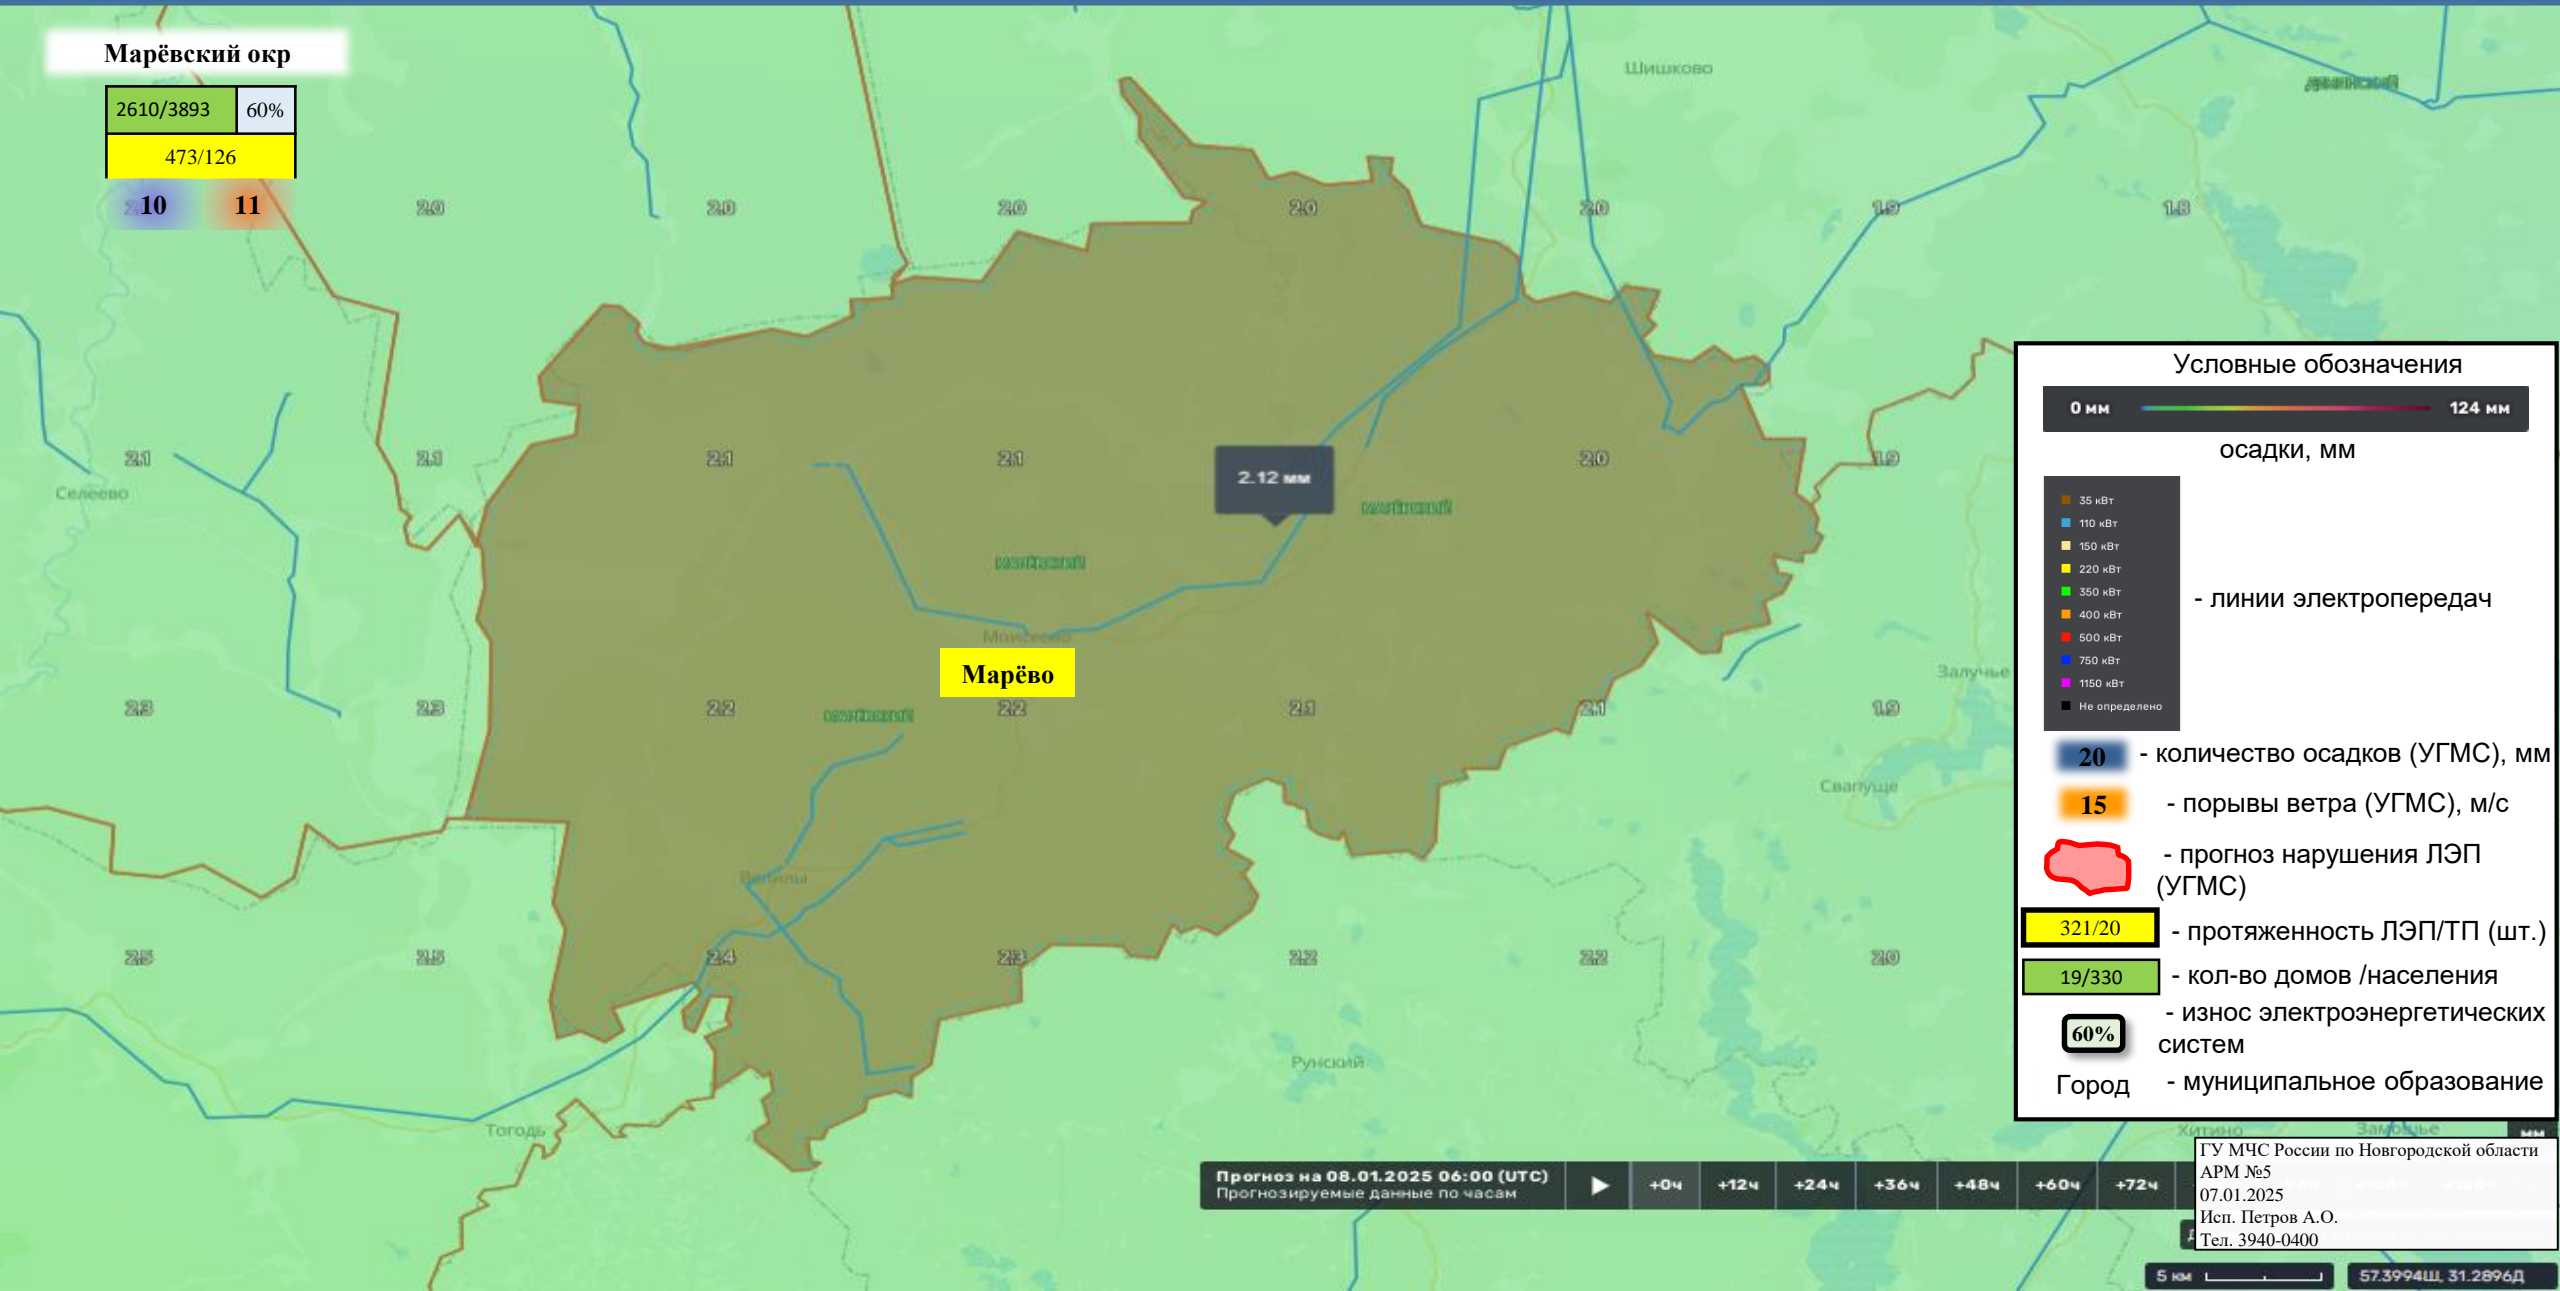 Марёвский окр
2610/3893 60%
473/126
10 11
Шишково
2.0 2.0 2.0 2.0 2.0 1.9 1.8
Условные обозначения
0 мм 124 мм
осадки, мм
2.1 2.1 2.1 2.1 2.0 1.9
2.12 мм
Селеево
МАРЁВСКИЙ
МАРЁВСКИЙ
35 кВт
110 кВт
150 кВт
220 кВт
350 кВт
400 кВт
500 кВт
750 кВт
1150 кВт
Не определено
- линии электропередач
Моисеево
Марёво
Залучье
2.3 2.3 2.2 2.2 2.1 2.1 1.9
МАРЁВСКИЙ
20 - количество осадков (УГМС), мм
Свапуще
15 - порывы ветра (УГМС), м/с
- прогноз нарушения ЛЭП
(УГМС)
321/20 - протяженность ЛЭП/ТП (шт.)
2.5 2.5 2.4 2.3 2.2 2.2 2.0
19/330 - кол-во домов /населения
60% - износ электроэнергетических
систем
Город - муниципальное образование
Рунский
Тогодь
Хитино
мм
Прогноз на 08.01.2025 06:00 (UTC)
Прогнозируемые данные по часам
+0ч +12ч +24ч +36ч +48ч +60ч +72ч
ГУ МЧС России по Новгородской области
АРМ №5
07.01.2025
Исп. Петров А.О.
Тел. 3940-0400
5 км
57.3994Ш, 31.2896Д